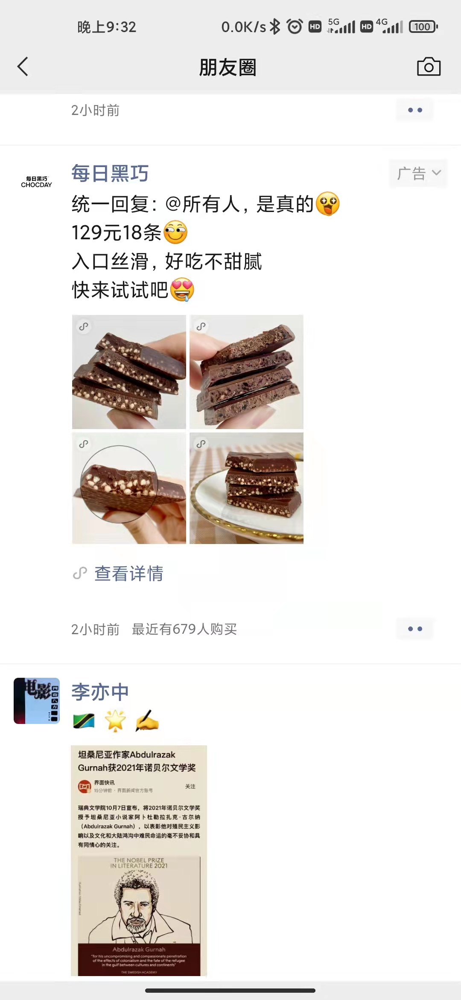 晚上9:32
0.0K/s
HD
5G
HD
4G
100
朋友圈
2小时前
每日黑巧
CHOCDAY
每日黑巧
广告
统一回复：@所有人，是真的
129元18条
入口丝滑，好吃不甜腻
快来试试吧
查看详情
2小时前 最近有679人购买
电影
四面八方
李亦中
坦桑尼亚作家Abdulrazak
Gurnah获2021年诺贝尔文学奖
界面快讯
15分钟前·界面新闻官方账号
关注
瑞典文学院10月7日宣布，将2021年诺贝尔文学奖
授予坦桑尼亚小说家阿卜杜勒拉扎克·古尔纳
（Abdulrazak Gurnah），以表彰他对殖民主义影
响以及文化和大陆鸿沟中难民命运的毫不妥协和具
有同情心的关注。
THE NOBEL PRIZE
IN LITERATURE 2021
Abdulrazak Gurnah
"for his uncompromising and compassionate penetration
of the effects of colonialism and the fate of the refugee
in the gulf between cultures and continents"
THE SWEDISH ACADEMY